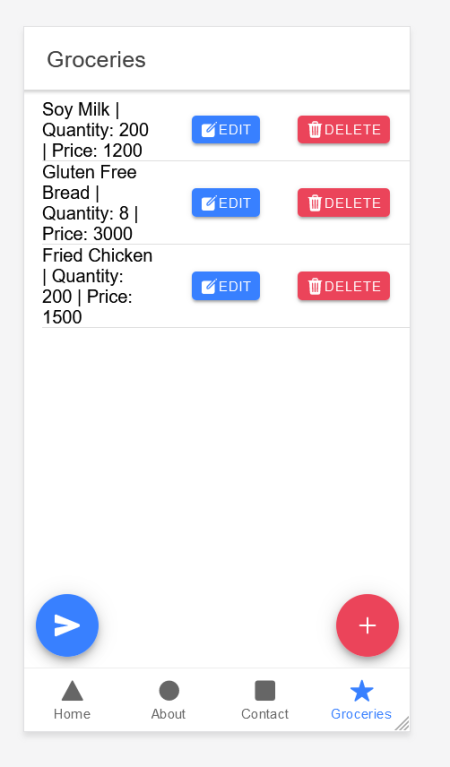 Groceries
Soy Milk |
Quantity: 200
| Price: 1200
EDIT
DELETE
Gluten Free
Bread |
Quantity: 8 |
Price: 3000
EDIT
DELETE
Fried Chicken
| Quantity:
200 | Price:
1500
EDIT
DELETE
Home
About
Contact
Groceries